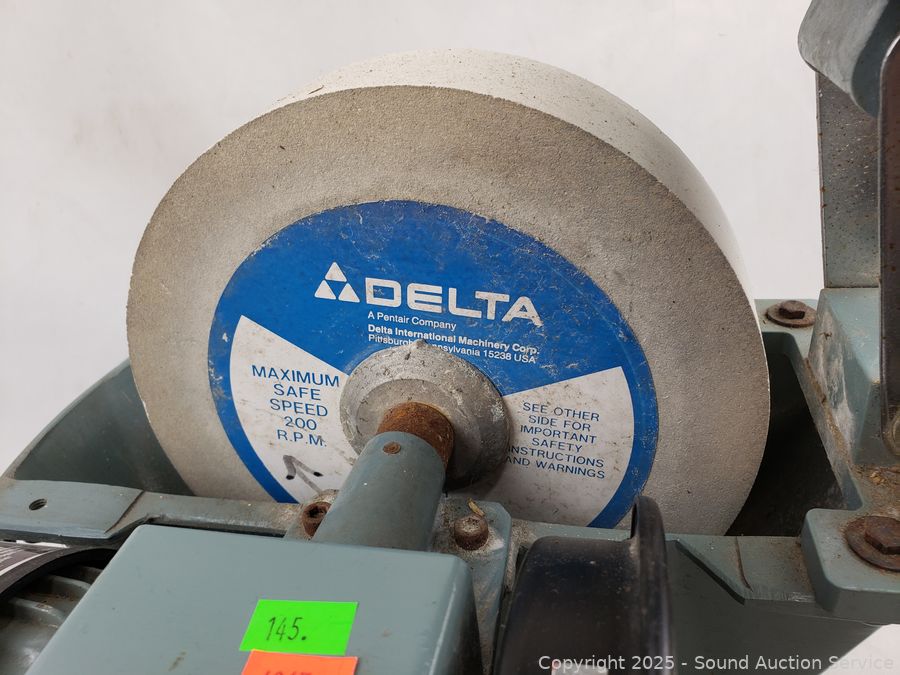 DELTA
A Pentair Company
Delta International Machinery Corp.
Pittsburgh, Pennsylvania 15238 USA
MAXIMUM
SAFE
SPEED
200
R.P.M.
SEE OTHER
SIDE FOR
IMPORTANT
SAFETY
INSTRUCTIONS
AND WARNINGS
145.
Copyright © 2025 - Sound Auction Service